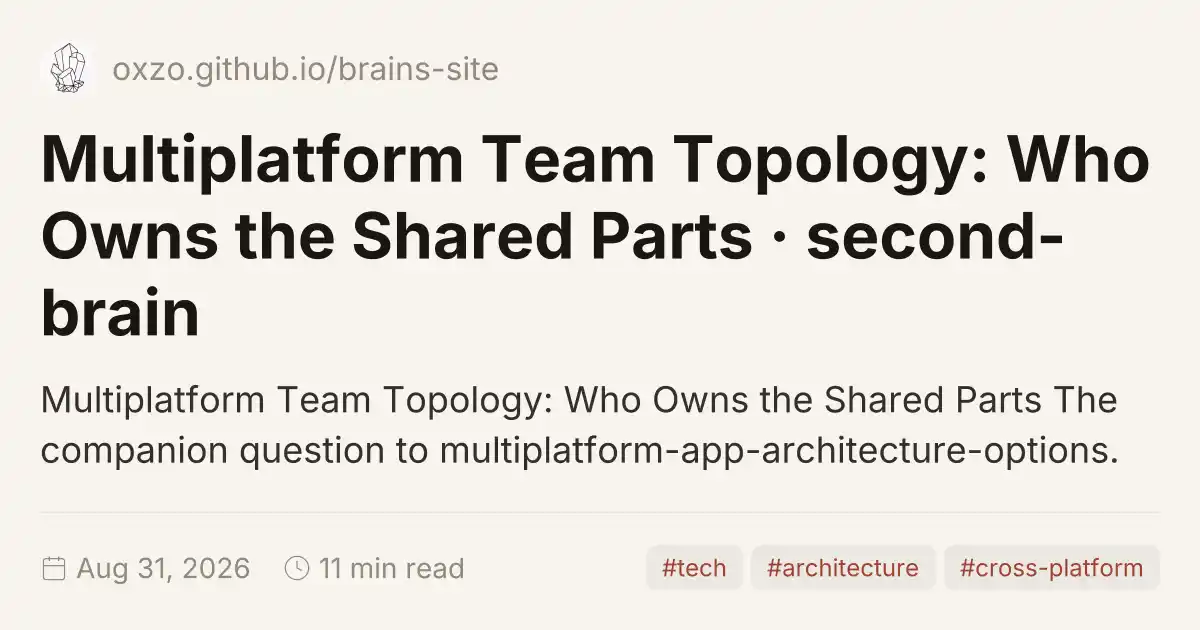 oxzo.github.io/brains-site
Multiplatform Team Topology: Who
Owns the Shared Parts · second-
brain
Multiplatform Team Topology: Who Owns the Shared Parts The
companion question to multiplatform-app-architecture-options.
Aug 31, 2026 11 min read #tech #architecture #cross-platform